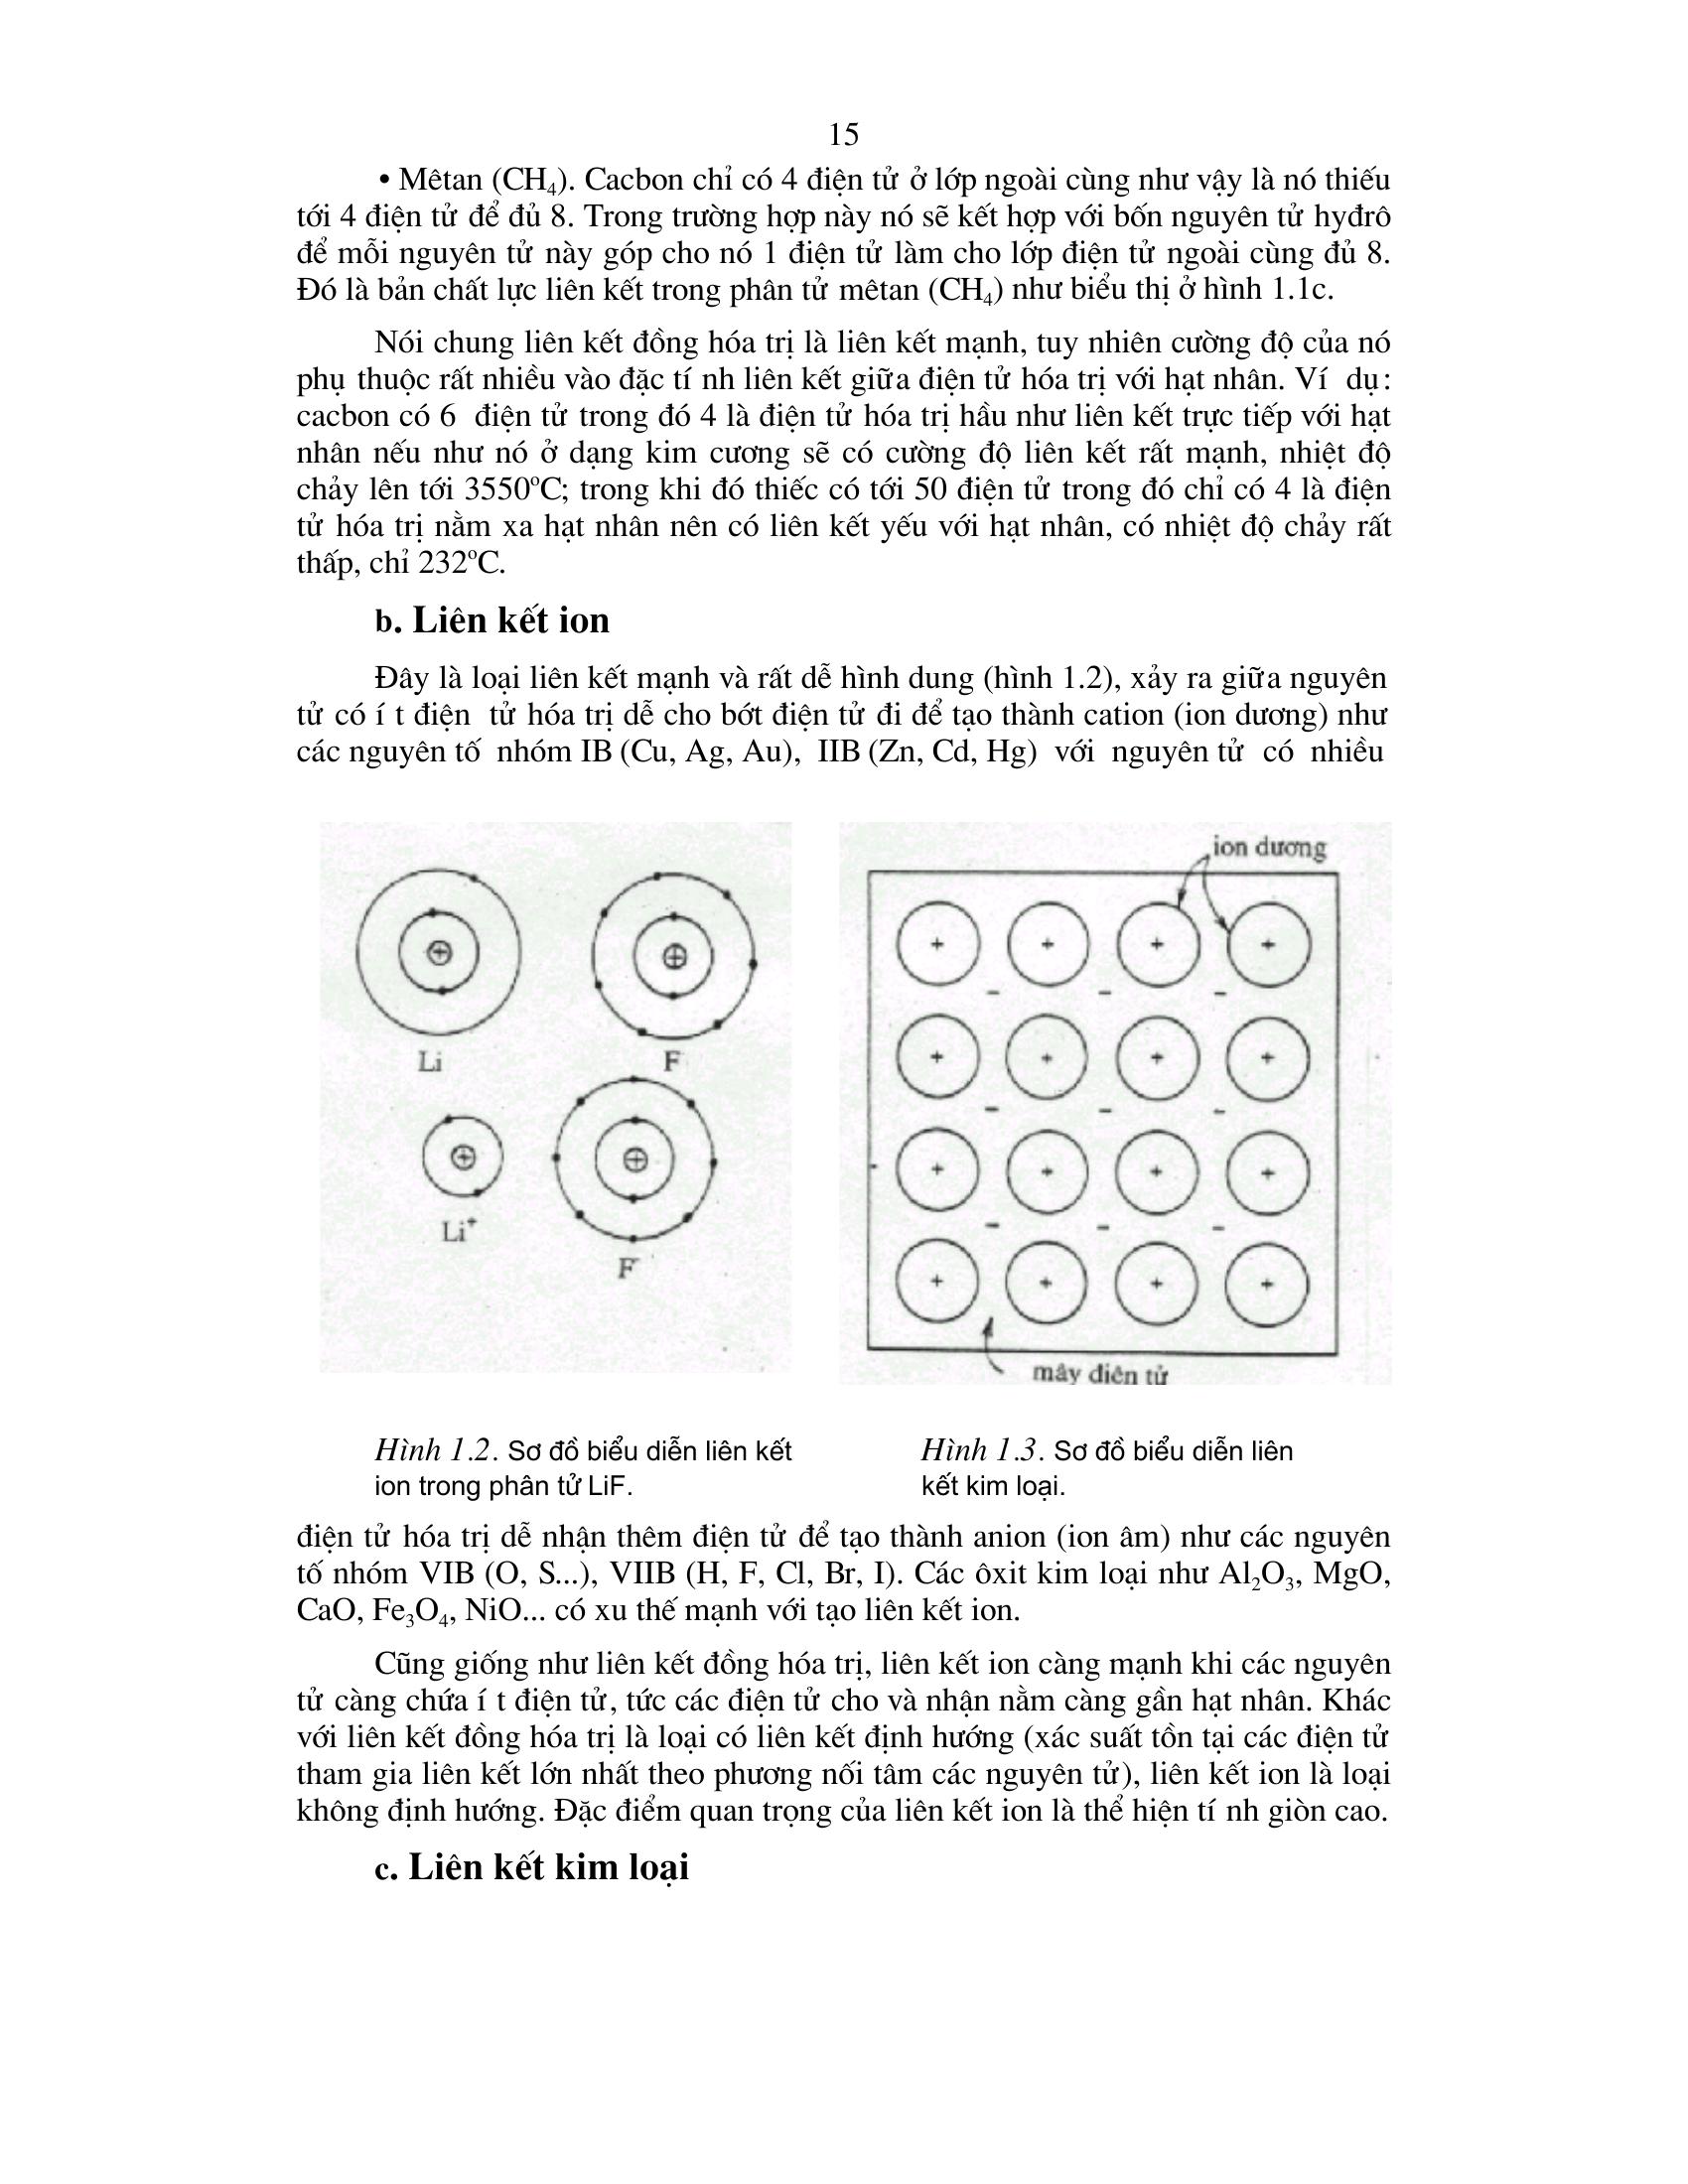 15
• Mêtan (CH₄). Cacbon chỉ có 4 điện tử ở lớp ngoài cùng như vậy là nó thiếu
tới 4 điện tử để đủ 8. Trong trường hợp này nó sẽ kết hợp với bốn nguyên tử hyđrô
để mỗi nguyên tử này góp cho nó 1 điện tử làm cho lớp điện tử ngoài cùng đủ 8.
Đó là bản chất lực liên kết trong phân tử mêtan (CH₄) như biểu thị ở hình 1.1c.
Nói chung liên kết đồng hóa trị là liên kết mạnh, tuy nhiên cường độ của nó
phụ thuộc rất nhiều vào đặc tí nh liên kết giữa điện tử hóa trị với hạt nhân. Ví dụ:
cacbon có 6 điện tử trong đó 4 là điện tử hóa trị hầu như liên kết trực tiếp với hạt
nhân nếu như nó ở dạng kim cương sẽ có cường độ liên kết rất mạnh, nhiệt độ
chảy lên tới 3550ºC; trong khi đó thiếc có tới 50 điện tử trong đó chỉ có 4 là điện
tử hóa trị nằm xa hạt nhân nên có liên kết yếu với hạt nhân, có nhiệt độ chảy rất
thấp, chỉ 232ºC.
b. Liên kết ion
Đây là loại liên kết mạnh và rất dễ hình dung (hình 1.2), xảy ra giữa nguyên
tử có í t điện tử hóa trị dễ cho bớt điện tử đi để tạo thành cation (ion dương) như
các nguyên tố nhóm IB (Cu, Ag, Au), IIB (Zn, Cd, Hg) với nguyên tử có nhiều
ion dương
Li
F
Li⁺
F⁻
mây điện tử
Hình 1.2. Sơ đồ biểu diễn liên kết
ion trong phân tử LiF.
Hình 1.3. Sơ đồ biểu diễn liên
kết kim loại.
điện tử hóa trị dễ nhận thêm điện tử để tạo thành anion (ion âm) như các nguyên
tố nhóm VIB (O, S...), VIIB (H, F, Cl, Br, I). Các ôxit kim loại như Al₂O₃, MgO,
CaO, Fe₃O₄, NiO... có xu thế mạnh với tạo liên kết ion.
Cũng giống như liên kết đồng hóa trị, liên kết ion càng mạnh khi các nguyên
tử càng chứa í t điện tử, tức các điện tử cho và nhận nằm càng gần hạt nhân. Khác
với liên kết đồng hóa trị là loại có liên kết định hướng (xác suất tồn tại các điện tử
tham gia liên kết lớn nhất theo phương nối tâm các nguyên tử), liên kết ion là loại
không định hướng. Đặc điểm quan trọng của liên kết ion là thể hiện tí nh giòn cao.
c. Liên kết kim loại